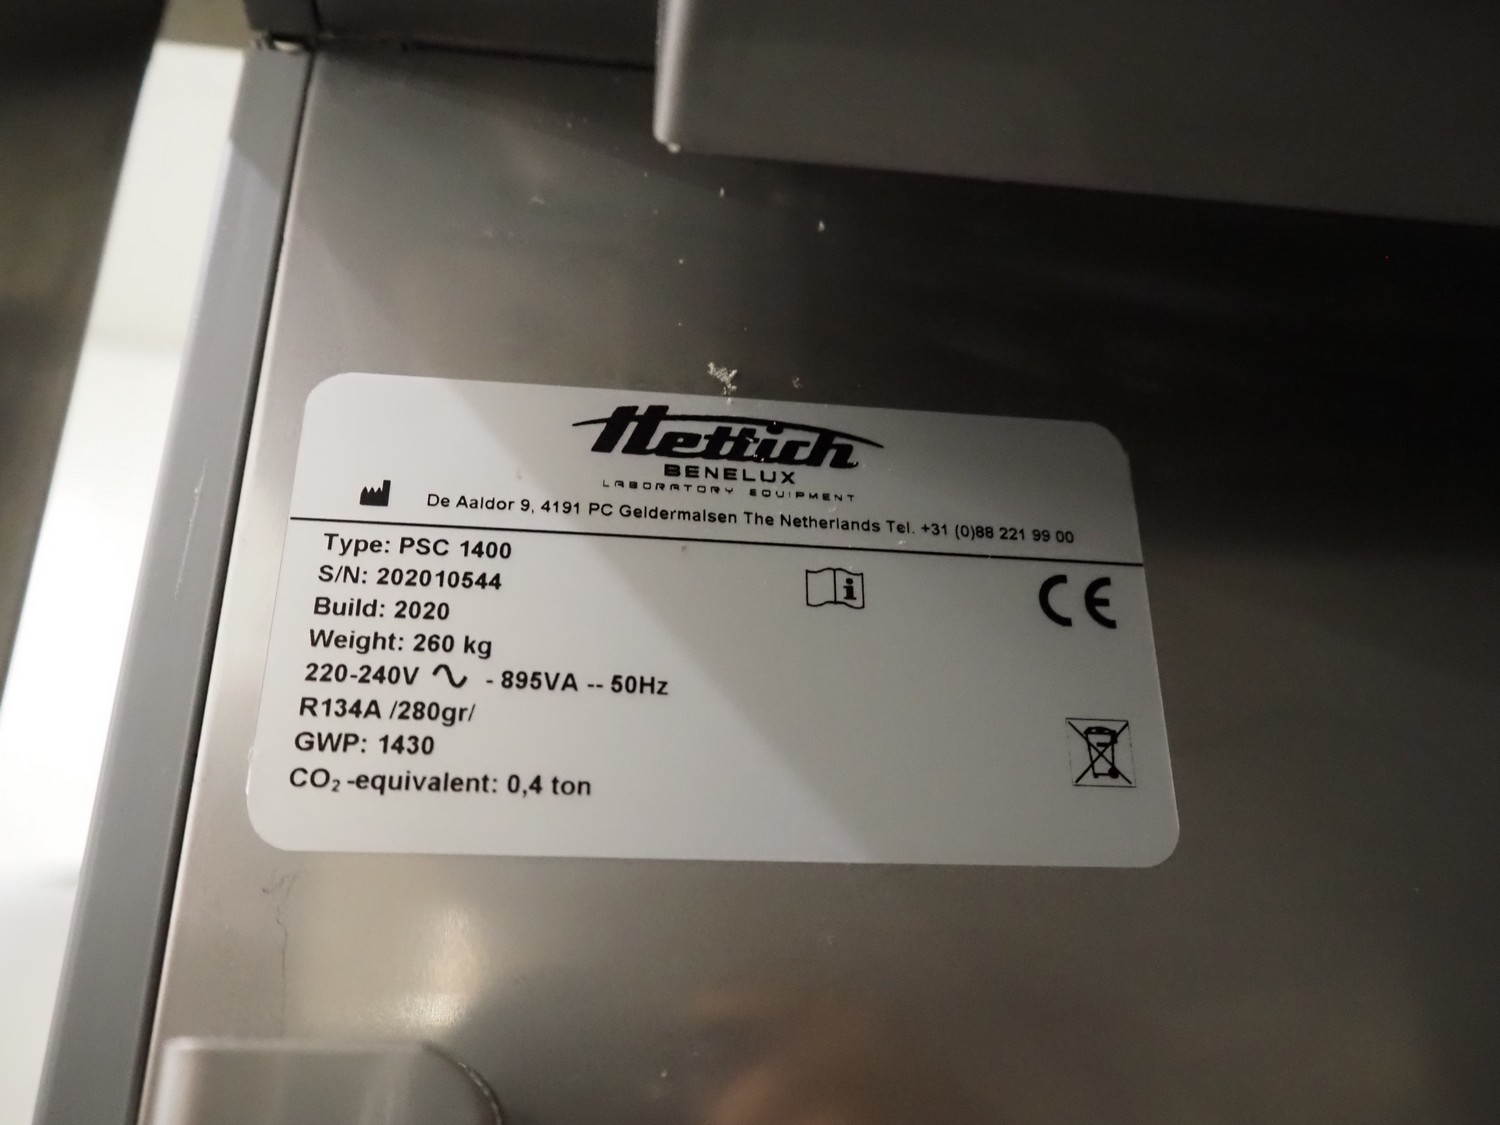 Hettich
BENELUX
LABORATORY EQUIPMENT
De Aaldor 9, 4191 PC Geldermalsen The Netherlands Tel. +31 (0)88 221 99 00
Type: PSC 1400
S/N: 202010544
Build: 2020
Weight: 260 kg
220-240V ∿ - 895VA -- 50Hz
R134A /280gr/
GWP: 1430
CO₂ -equivalent: 0,4 ton
i
CE